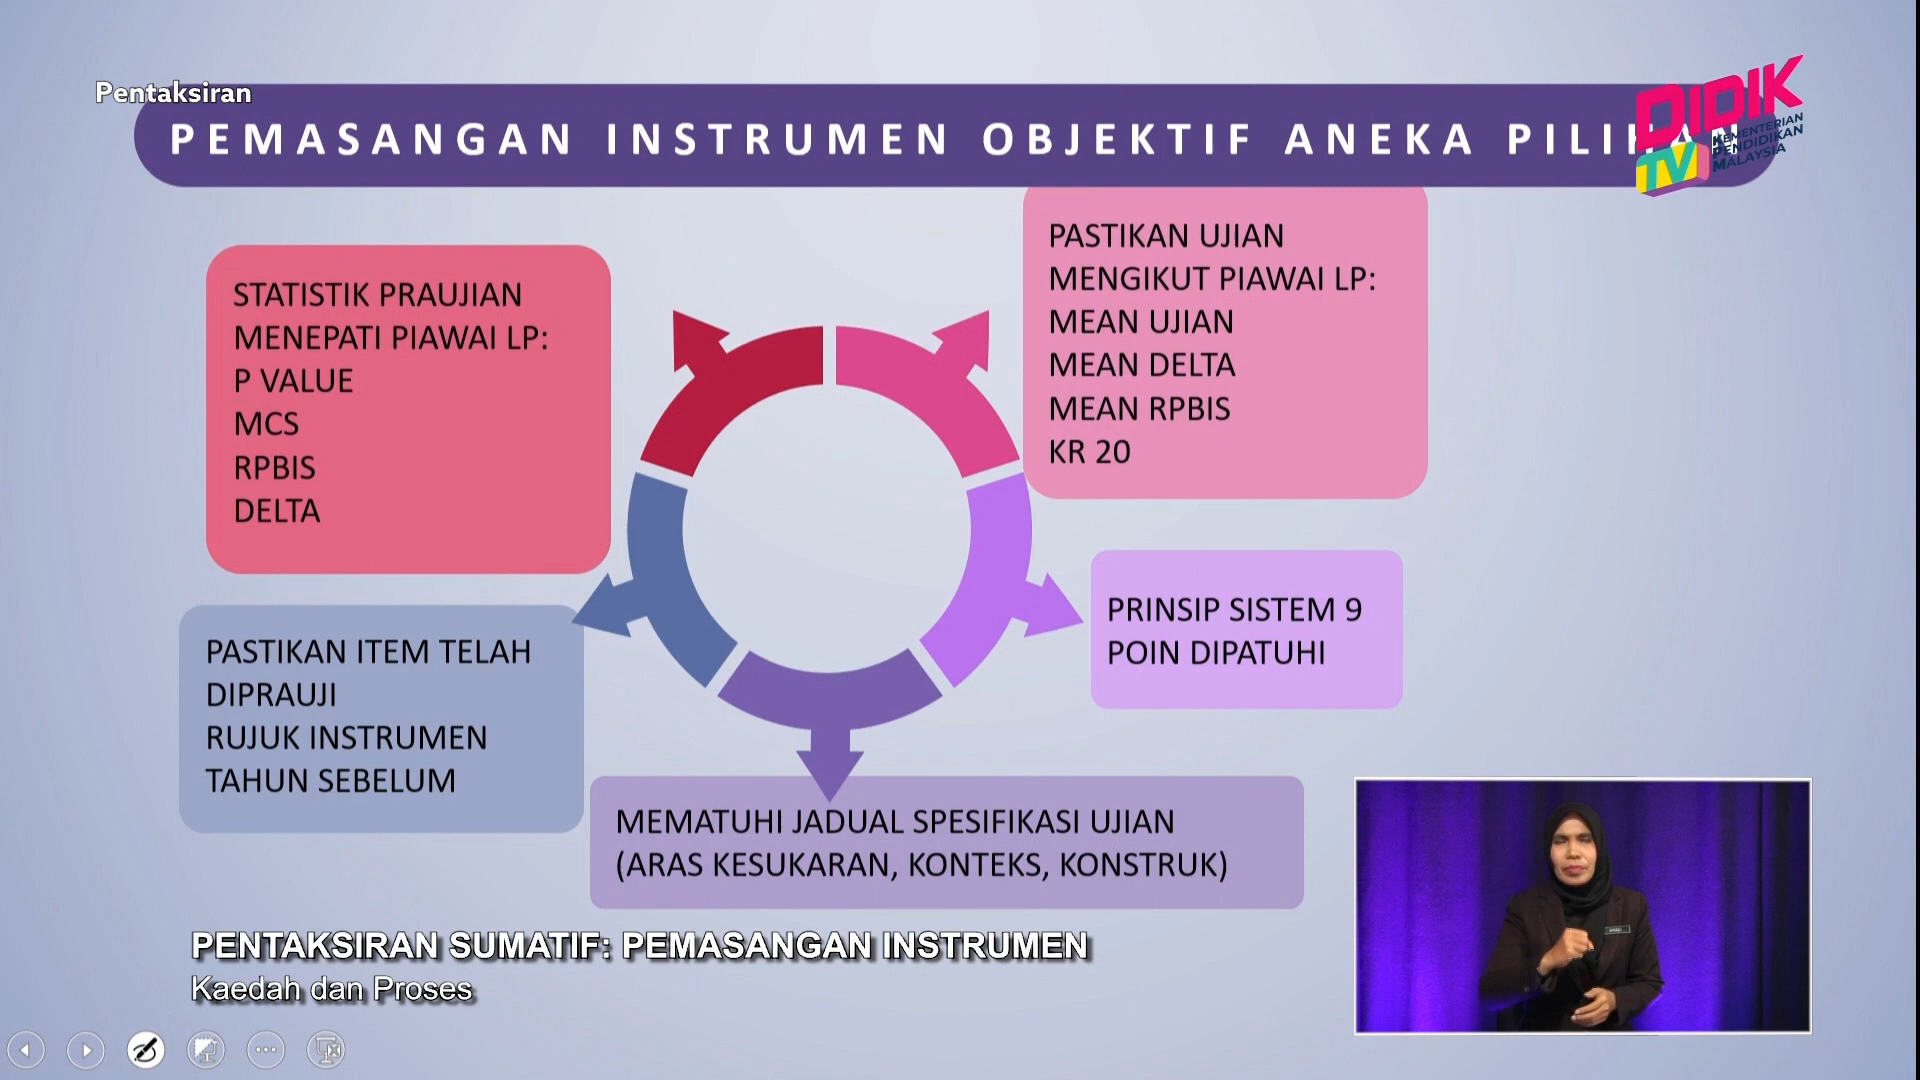 Pentaksiran
PEMASANGAN INSTRUMEN OBJEKTIF ANEKA
DIDIK
TV
KEMENTERIAN
PENDIDIKAN
MALAYSIA
STATISTIK PRAUJIAN
MENEPATI PIAWAI LP:
P VALUE
MCS
RPBIS
DELTA
PASTIKAN UJIAN
MENGIKUT PIAWAI LP:
MEAN UJIAN
MEAN DELTA
MEAN RPBIS
KR 20
PASTIKAN ITEM TELAH
DIPRAUJI
RUJUK INSTRUMEN
TAHUN SEBELUM
PRINSIP SISTEM 9
POIN DIPATUHI
MEMATUHI JADUAL SPESIFIKASI UJIAN
(ARAS KESUKARAN, KONTEKS, KONSTRUK)
PENTAKSIRAN SUMATIF: PEMASANGAN INSTRUMEN
Kaedah dan Proses